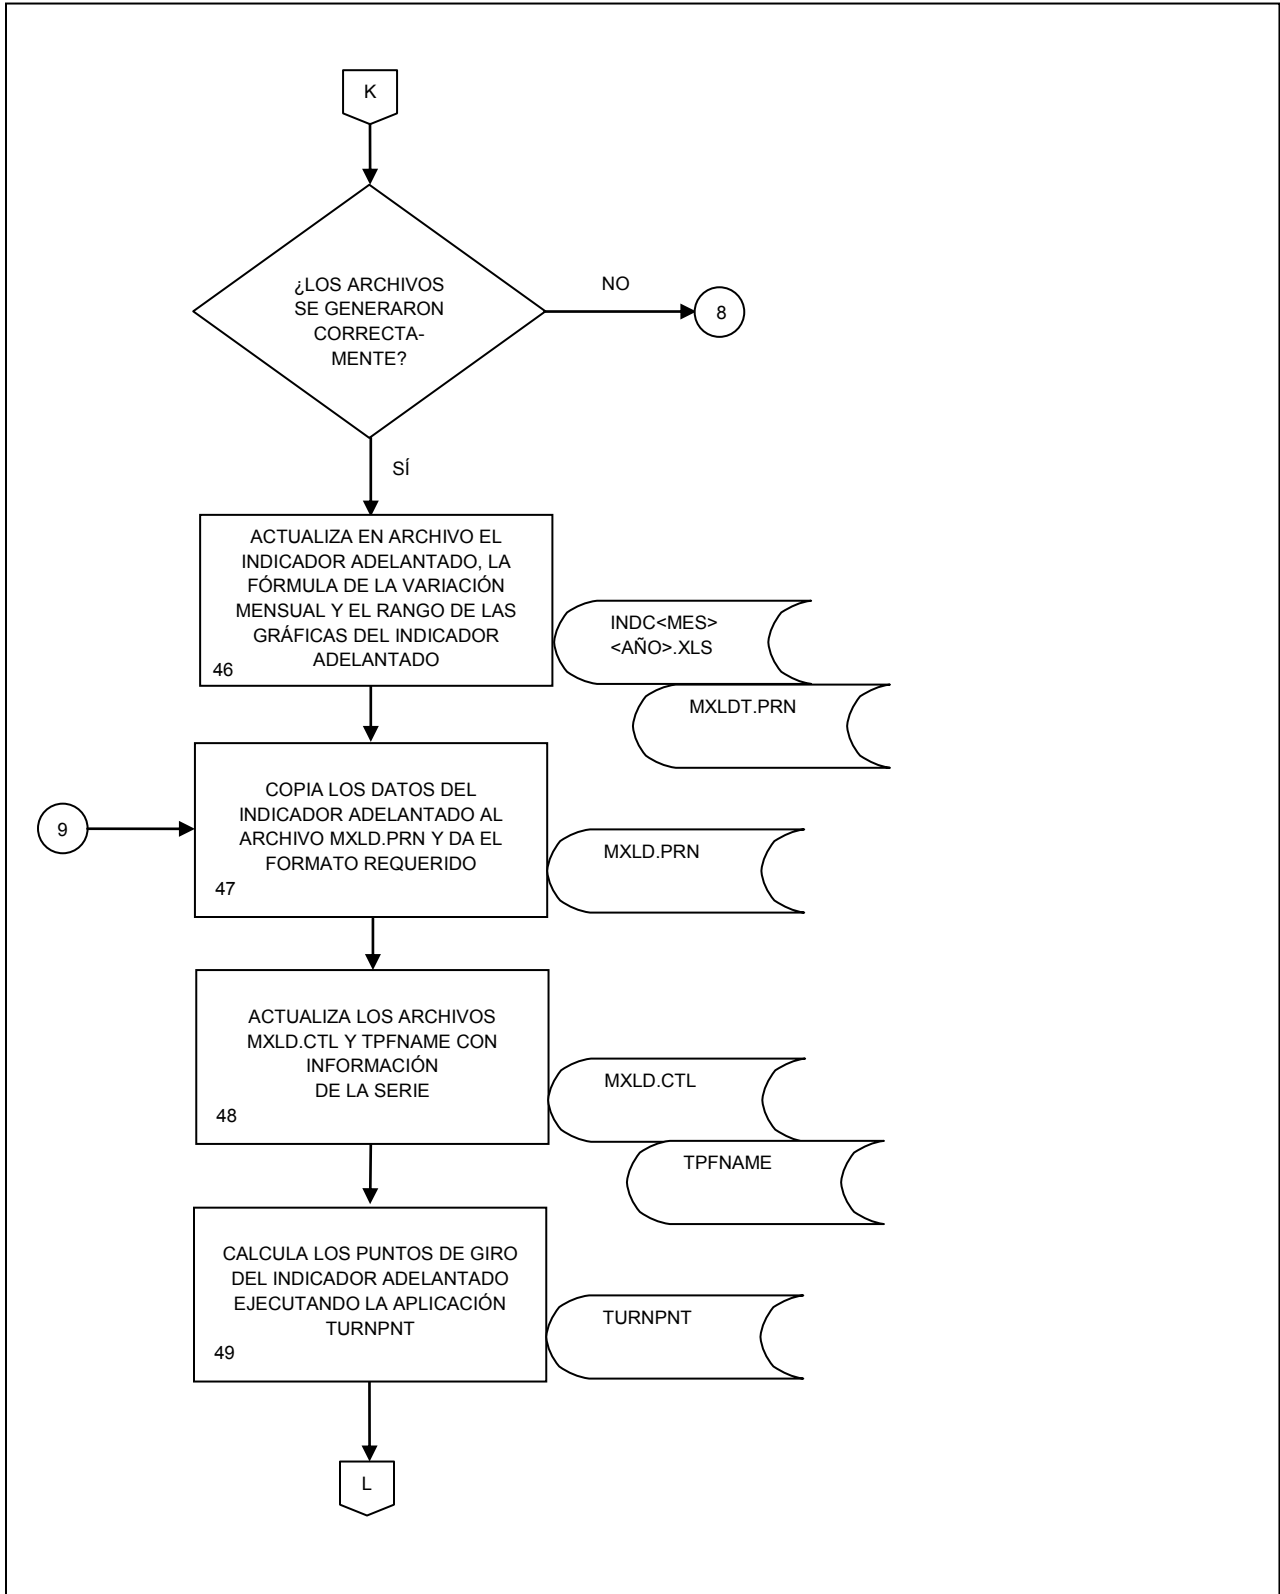 K
¿LOS ARCHIVOS
SE GENERARON
CORRECTA-
MENTE?
NO
8
SÍ
ACTUALIZA EN ARCHIVO EL
INDICADOR ADELANTADO, LA
FÓRMULA DE LA VARIACIÓN
MENSUAL Y EL RANGO DE LAS
GRÁFICAS DEL INDICADOR
ADELANTADO
46
INDC<MES>
<AÑO>.XLS
MXLDT.PRN
9
COPIA LOS DATOS DEL
INDICADOR ADELANTADO AL
ARCHIVO MXLD.PRN Y DA EL
FORMATO REQUERIDO
47
MXLD.PRN
ACTUALIZA LOS ARCHIVOS
MXLD.CTL Y TPFNAME CON
INFORMACIÓN
DE LA SERIE
48
MXLD.CTL
TPFNAME
CALCULA LOS PUNTOS DE GIRO
DEL INDICADOR ADELANTADO
EJECUTANDO LA APLICACIÓN
TURNPNT
49
TURNPNT
L